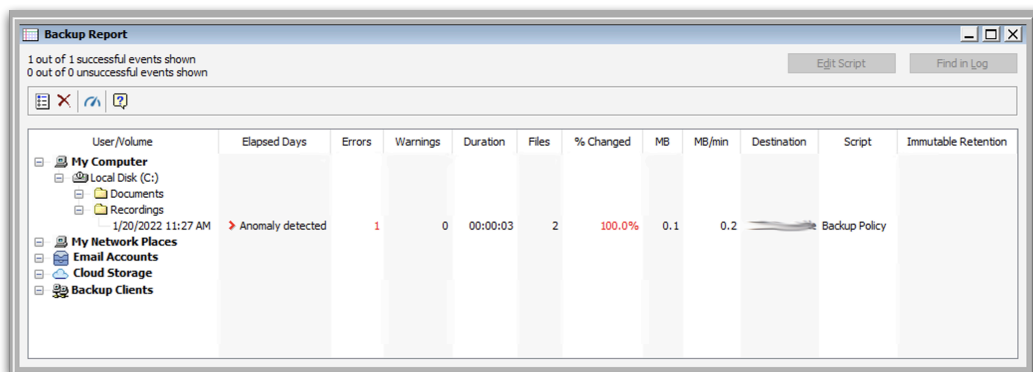 Backup Report
1 out of 1 successful events shown
0 out of 0 unsuccessful events shown
Edit Script
Find in Log
User/Volume Elapsed Days Errors Warnings Duration Files % Changed MB MB/min Destination Script Immutable Retention
My Computer
Local Disk (C:)
Documents
Recordings
1/20/2022 11:27 AM Anomaly detected 1 0 00:00:03 2 100.0% 0.1 0.2 Backup Policy
My Network Places
Email Accounts
Cloud Storage
Backup Clients